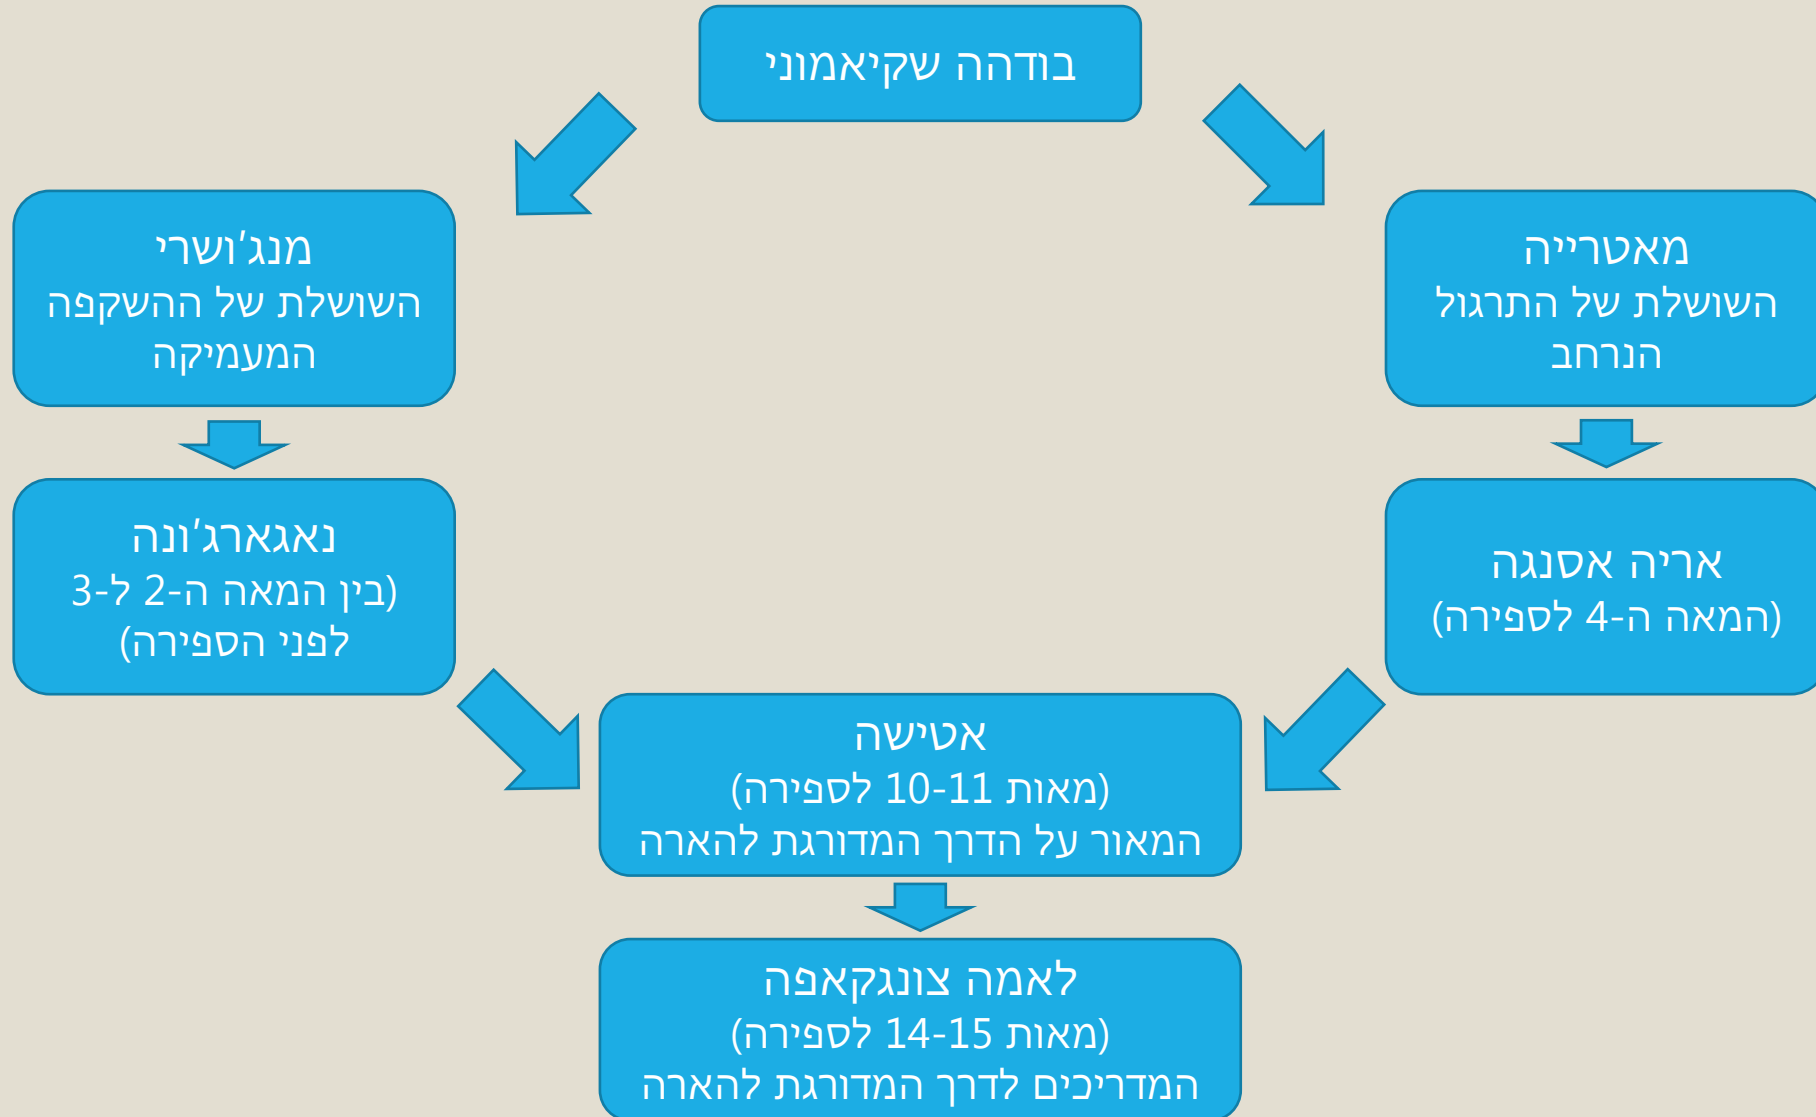 בודהה שקיאמוני
מאטרייה
השושלת של התרגול
הנרחב
מנג'ושרי
השושלת של ההשקפה
המעמיקה
אריה אסנגה
(המאה ה-4 לספירה)
נאגארג'ונה
(בין המאה ה-2 ל-3
לפני הספירה)
אטישה
(מאות 10-11 לספירה)
המאור על הדרך המדורגת להארה
לאמה צונגקאפה
(מאות 14-15 לספירה)
המדריכים לדרך המדורגת להארה